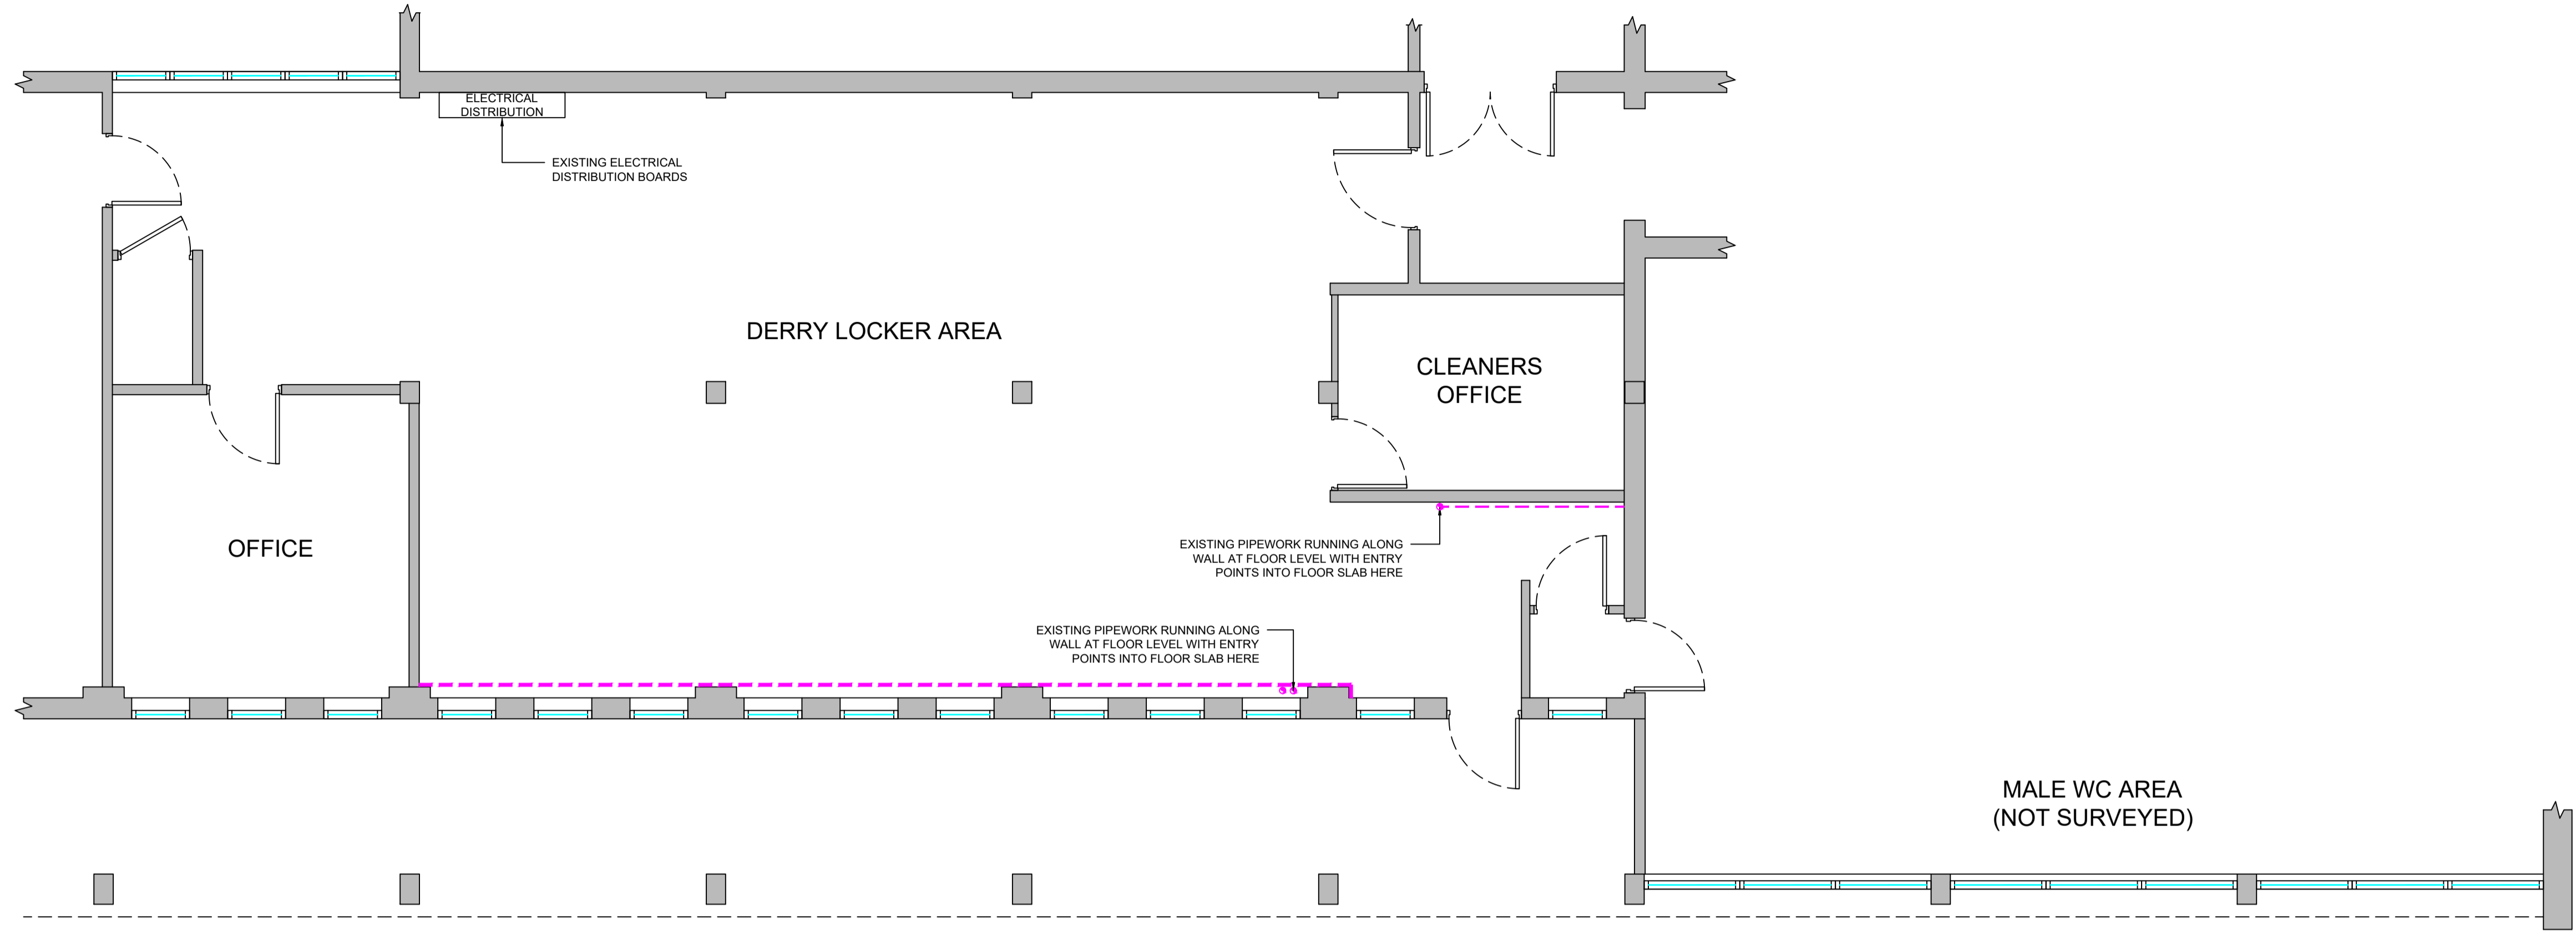 ELECTRICAL
DISTRIBUTION
EXISTING ELECTRICAL
DISTRIBUTION BOARDS
DERRY LOCKER AREA
CLEANERS
OFFICE
OFFICE
EXISTING PIPEWORK RUNNING ALONG
WALL AT FLOOR LEVEL WITH ENTRY
POINTS INTO FLOOR SLAB HERE
EXISTING PIPEWORK RUNNING ALONG
WALL AT FLOOR LEVEL WITH ENTRY
POINTS INTO FLOOR SLAB HERE
MALE WC AREA
(NOT SURVEYED)